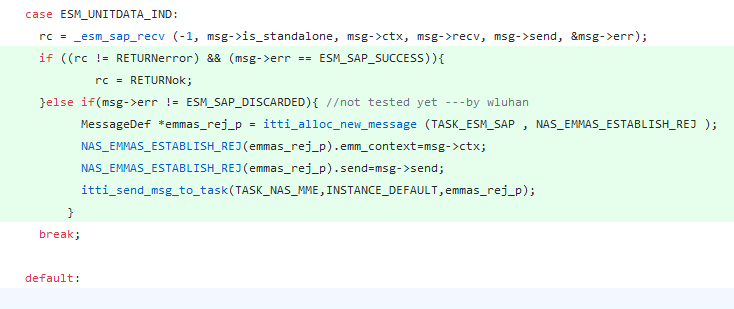 case ESM_UNITDATA_IND:
rc = _esm_sap_recv (-1, msg->is_standalone, msg->ctx, msg->recv, msg->send, &msg->err);
if ((rc != RETURNerror) && (msg->err == ESM_SAP_SUCCESS)){
rc = RETURNok;
}else if(msg->err != ESM_SAP_DISCARDED){ //not tested yet ---by wluhan
MessageDef *emmas_rej_p = itti_alloc_new_message (TASK_ESM_SAP , NAS_EMMAS_ESTABLISH_REJ );
NAS_EMMAS_ESTABLISH_REJ(emmas_rej_p).emm_context=msg->ctx;
NAS_EMMAS_ESTABLISH_REJ(emmas_rej_p).send=msg->send;
itti_send_msg_to_task(TASK_NAS_MME,INSTANCE_DEFAULT,emmas_rej_p);
}
break;
default: